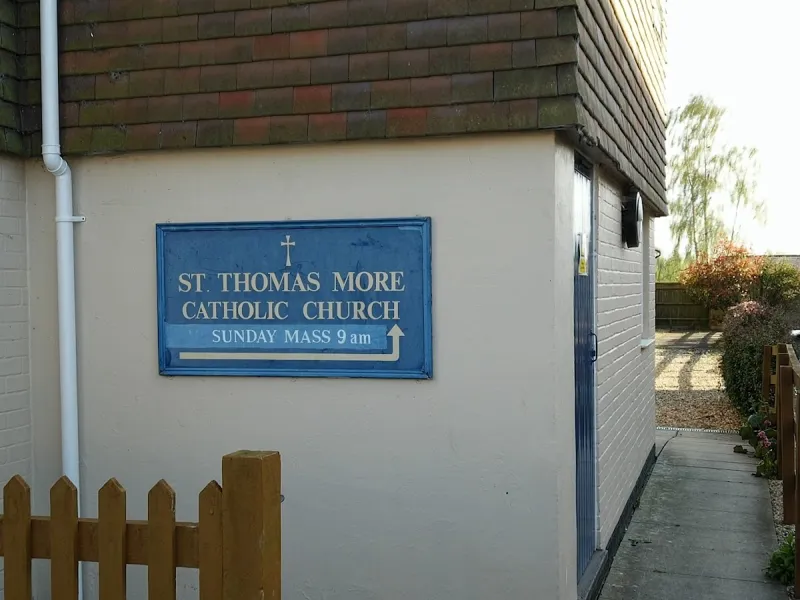 ST. THOMAS MORE
CATHOLIC CHURCH
SUNDAY MASS 9 am